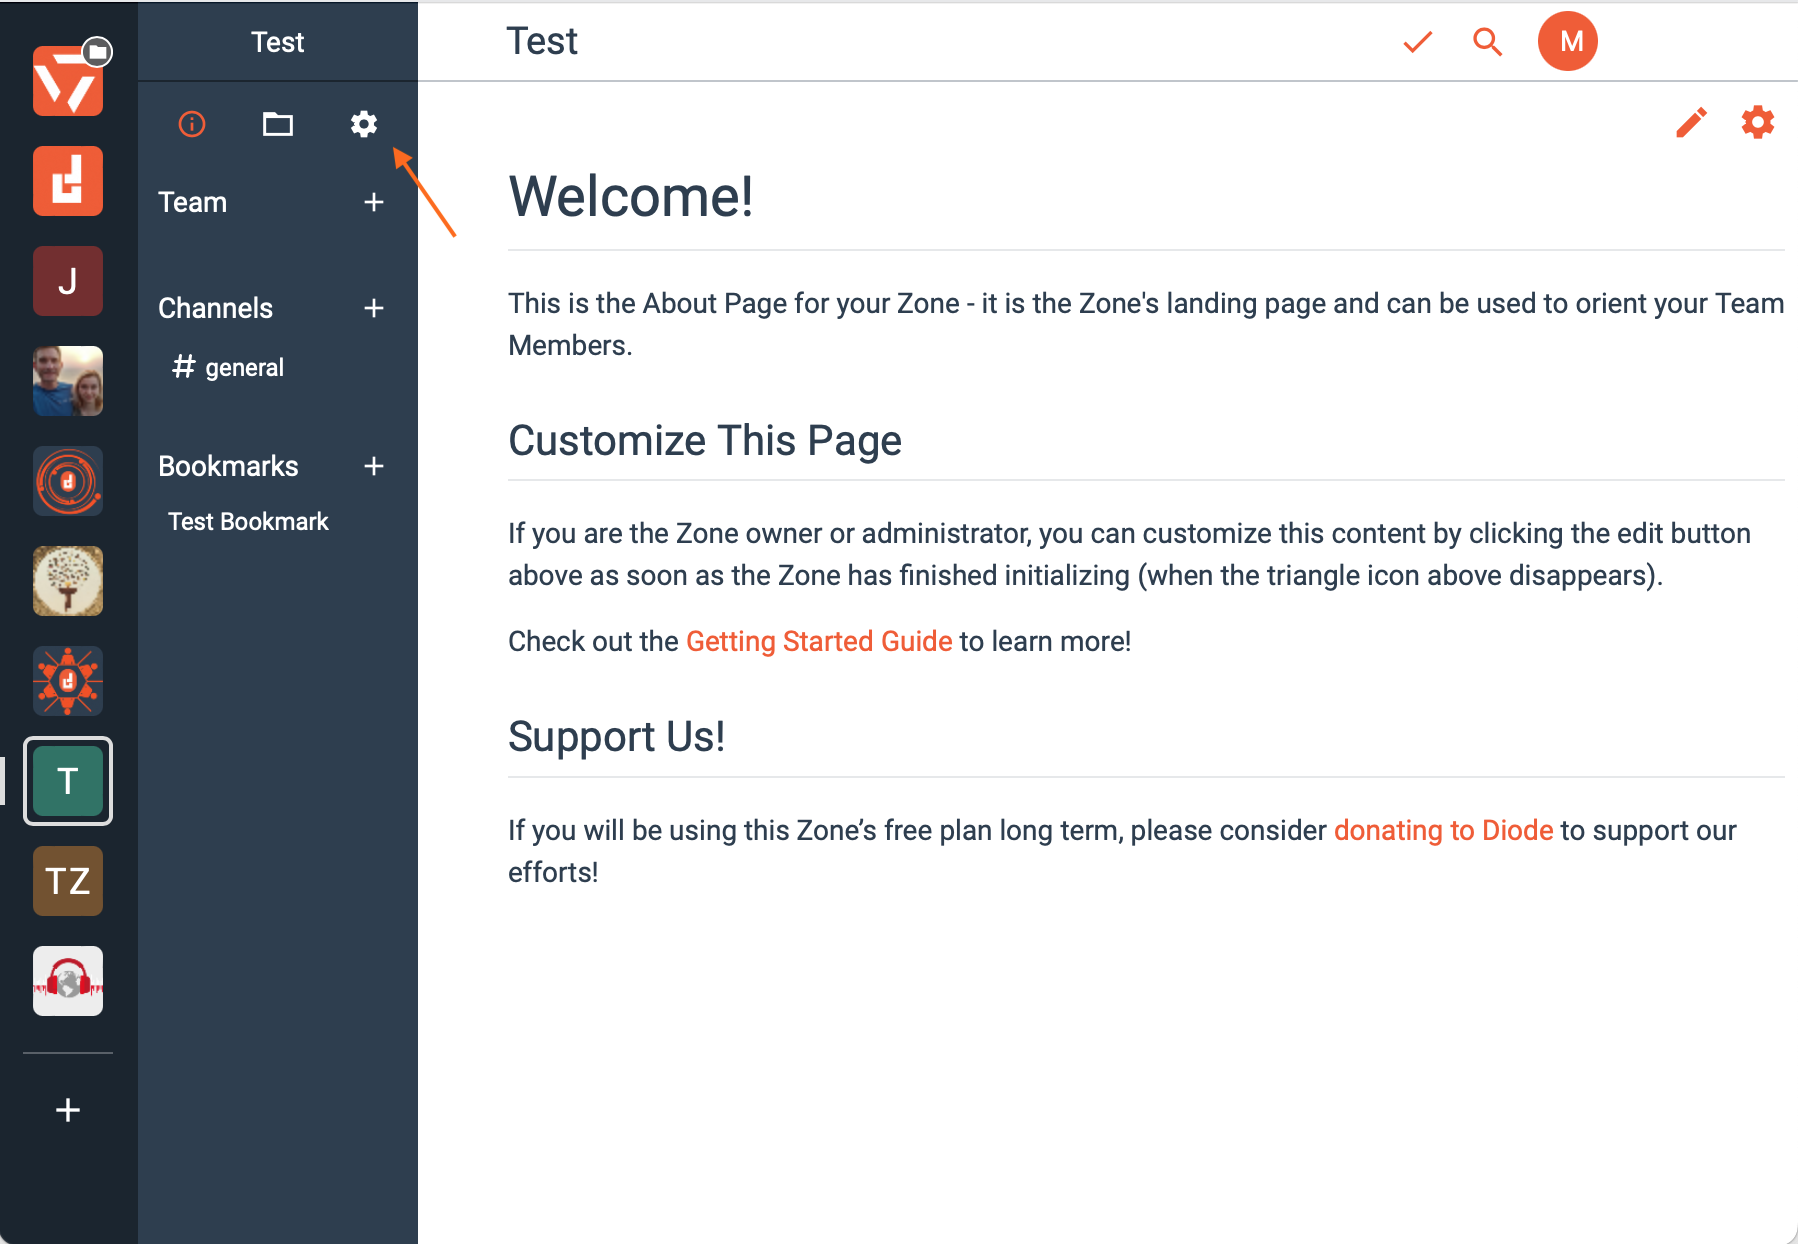 Test
Test
M
J
T
TZ
Team
Channels
# general
Bookmarks
Test Bookmark
Welcome!
This is the About Page for your Zone - it is the Zone's landing page and can be used to orient your Team
Members.
Customize This Page
If you are the Zone owner or administrator, you can customize this content by clicking the edit button
above as soon as the Zone has finished initializing (when the triangle icon above disappears).
Check out the Getting Started Guide to learn more!
Support Us!
If you will be using this Zone’s free plan long term, please consider donating to Diode to support our
efforts!